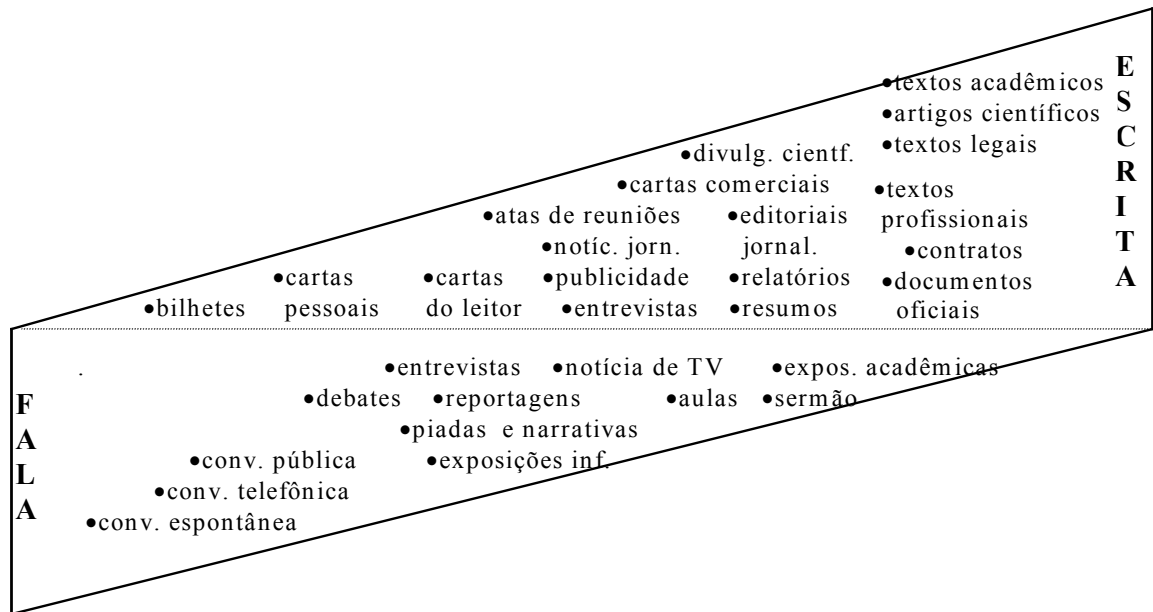 •textos acadêmicos
•artigos científicos
•divulg. cientf. •textos legais
•cartas comerciais •textos
•atas de reuniões •editoriais profissionais
•notíc. jorn. jornal. •contratos
•cartas •cartas •publicidade •relatórios •documentos
•bilhetes pessoais do leitor •entrevistas •resumos oficiais
ESCRITA
•entrevistas •notícia de TV •expos. acadêmicas
•debates •reportagens •aulas •sermão
•piadas e narrativas
•conv. pública •exposições inf.
•conv. telefônica
•conv. espontânea
FALA